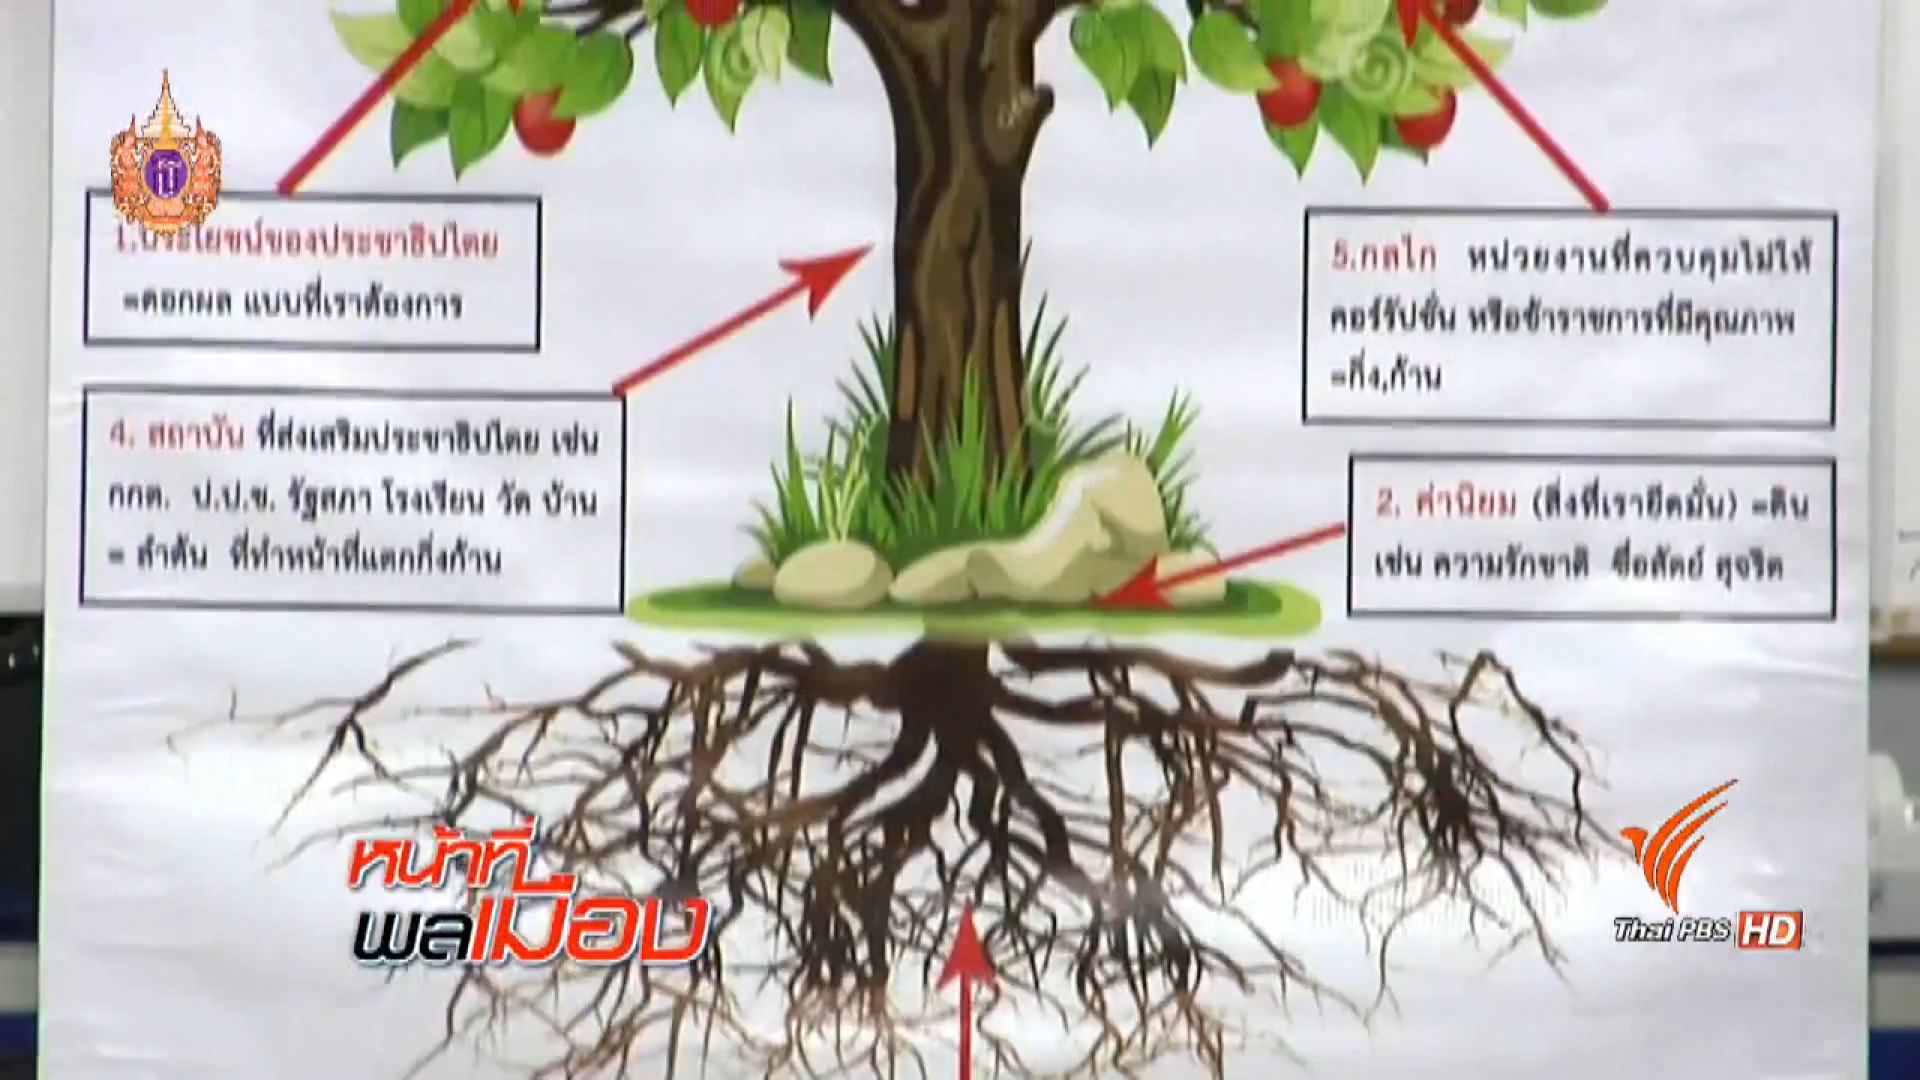 1.ประโยชน์ของประชาธิปไตย
=ดอกผล แบบที่เราต้องการ
4. สถาบัน ที่ส่งเสริมประชาธิปไตย เช่น
กกต. ป.ป.ช. รัฐสภา โรงเรียน วัด บ้าน
= ลำต้น ที่ทำหน้าที่แตกกิ่งก้าน
5.กลไก หน่วยงานที่ควบคุมไม่ให้
คอร์รัปชั่น หรือข้าราชการที่มีคุณภาพ
=กิ่ง,ก้าน
2. ค่านิยม (สิ่งที่เรายึดมั่น) =ดิน
เช่น ความรักชาติ ซื่อสัตย์ สุจริต
หน้าที่
พลเมือง
Thai PBS HD